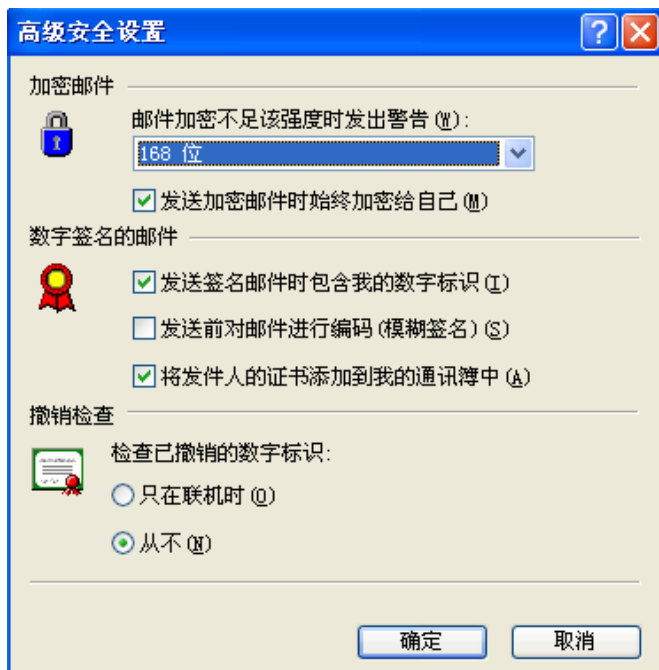 高级安全设置
加密邮件
邮件加密不足该强度时发出警告(W):
168 位
发送加密邮件时始终加密给自己(M)
数字签名的邮件
发送签名邮件时包含我的数字标识(I)
发送前对邮件进行编码(模糊签名)(S)
将发件人的证书添加到我的通讯簿中(A)
撤销检查
检查已撤销的数字标识:
只在联机时(O)
从不(N)
确定
取消